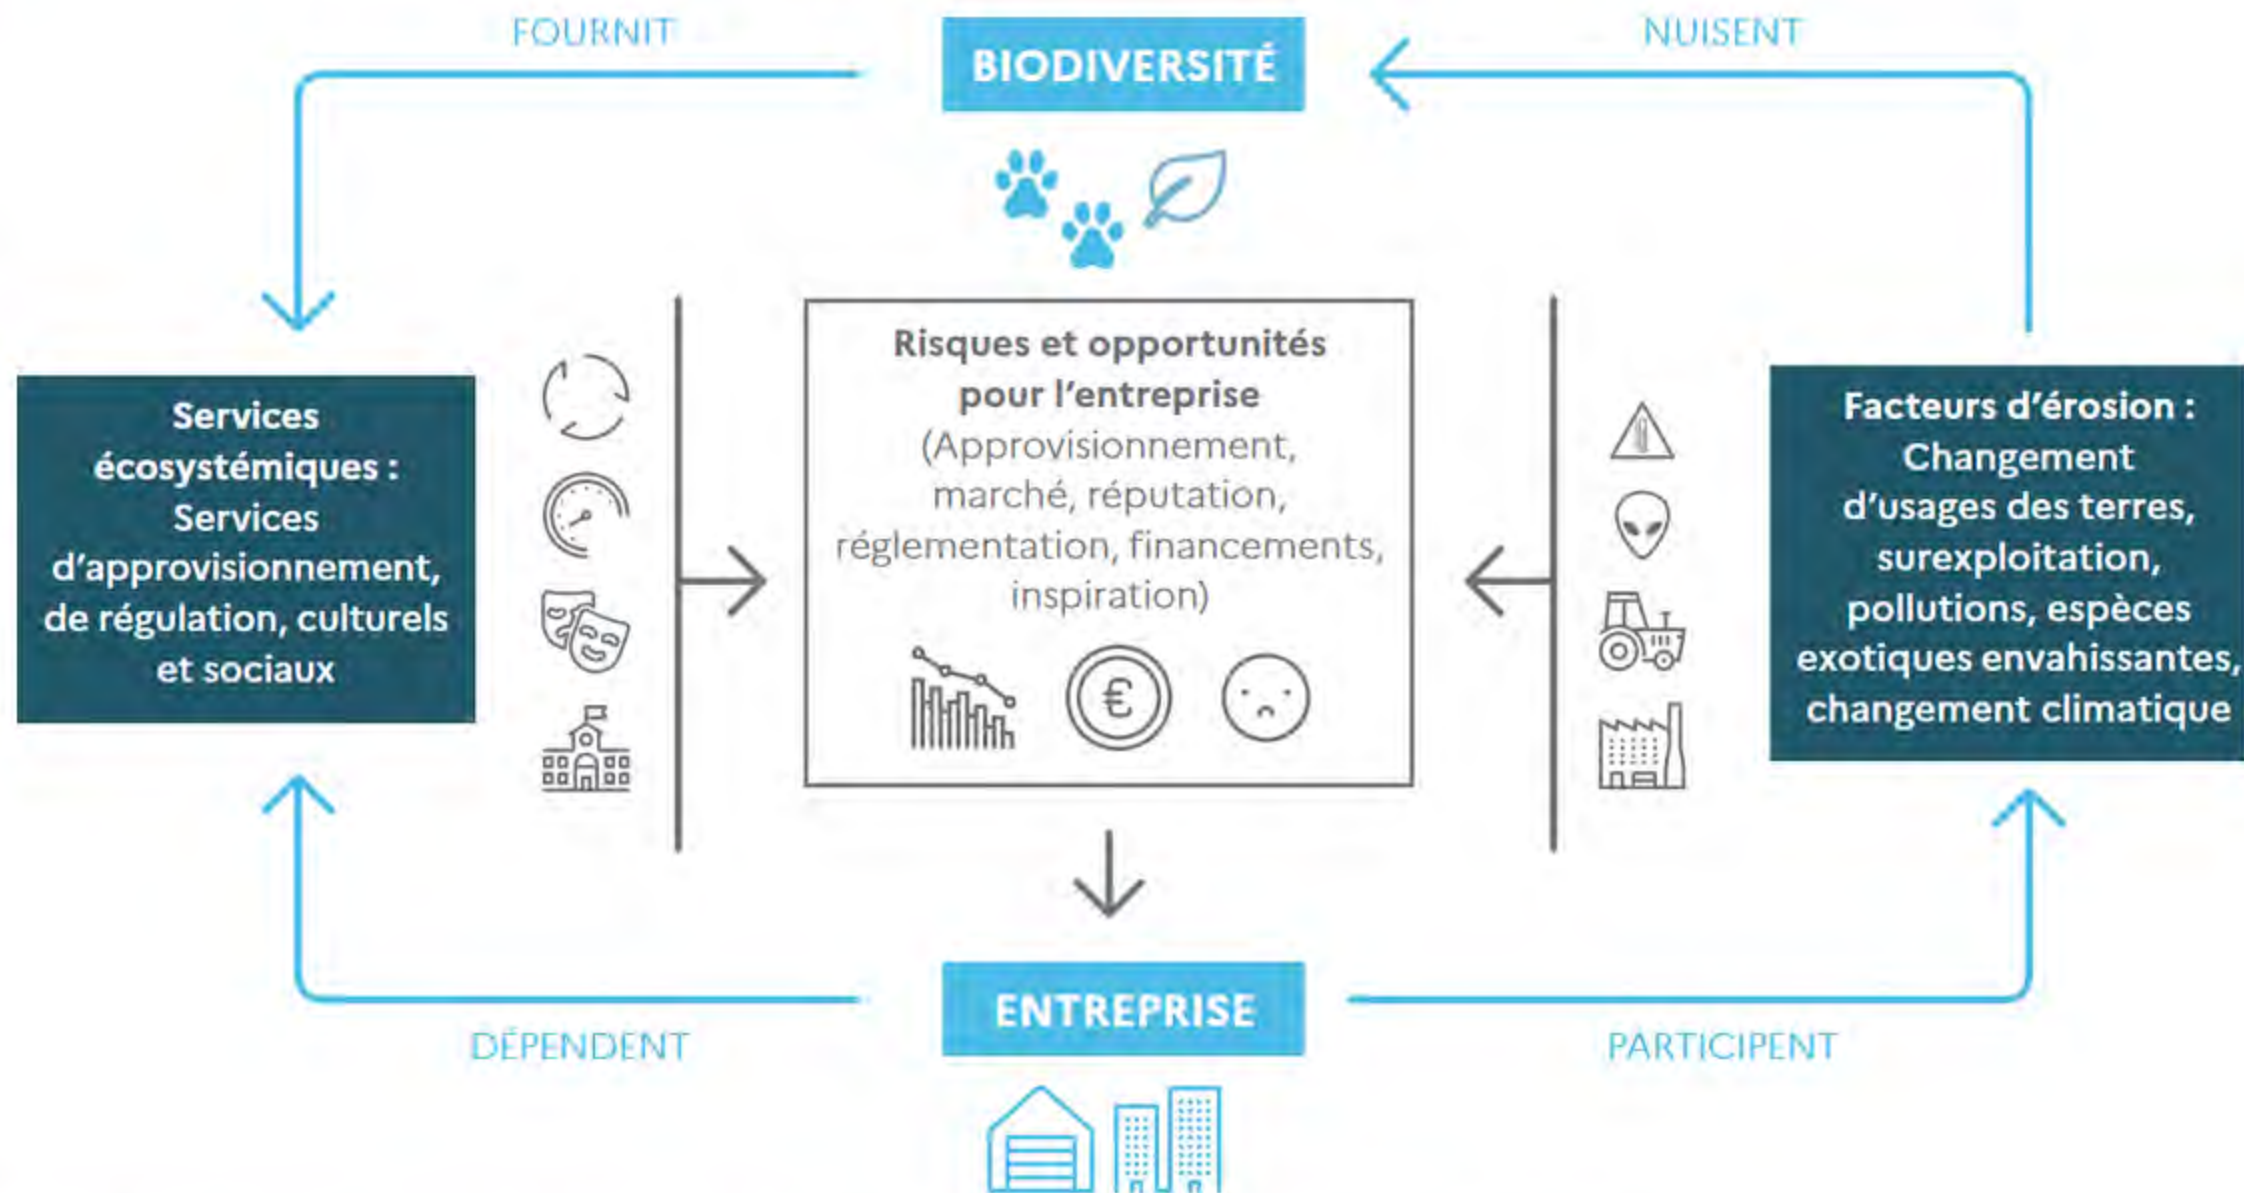 FOURNIT
BIODIVERSITÉ
NUISENT
Services
écosystémiques :
Services
d'approvisionnement,
de régulation, culturels
et sociaux
Risques et opportunités
pour l'entreprise
(Approvisionnement,
marché, réputation,
réglementation, financements,
inspiration)
€
Facteurs d'érosion :
Changement
d'usages des terres,
surexploitation,
pollutions, espèces
exotiques envahissantes,
changement climatique
DÉPENDENT
ENTREPRISE
PARTICIPENT